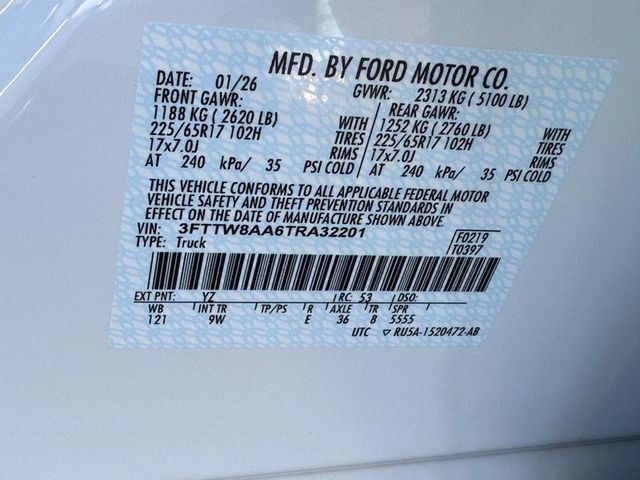 MFD. BY FORD MOTOR CO.
DATE: 01/26 GVWR: 2313 KG ( 5100 LB)
FRONT GAWR: REAR GAWR:
1188 KG ( 2620 LB) WITH 1252 KG ( 2760 LB) WITH
225/65R17 102H TIRES 225/65R17 102H TIRES
17x7.0J RIMS 17x7.0J RIMS
AT 240 kPa/ 35 PSI COLD AT 240 kPa/ 35 PSI COLD
THIS VEHICLE CONFORMS TO ALL APPLICABLE FEDERAL MOTOR
VEHICLE SAFETY AND THEFT PREVENTION STANDARDS IN
EFFECT ON THE DATE OF MANUFACTURE SHOWN ABOVE.
VIN: 3FTTW8AA6TRA32201 F0219
TYPE: Truck T0397
EXT PNT: YZ RC: 53 DSO:
WB INT TR TP/PS R AXLE TR SPR
121 9W E 36 8 5555
UTC RU5A-1520472-AB